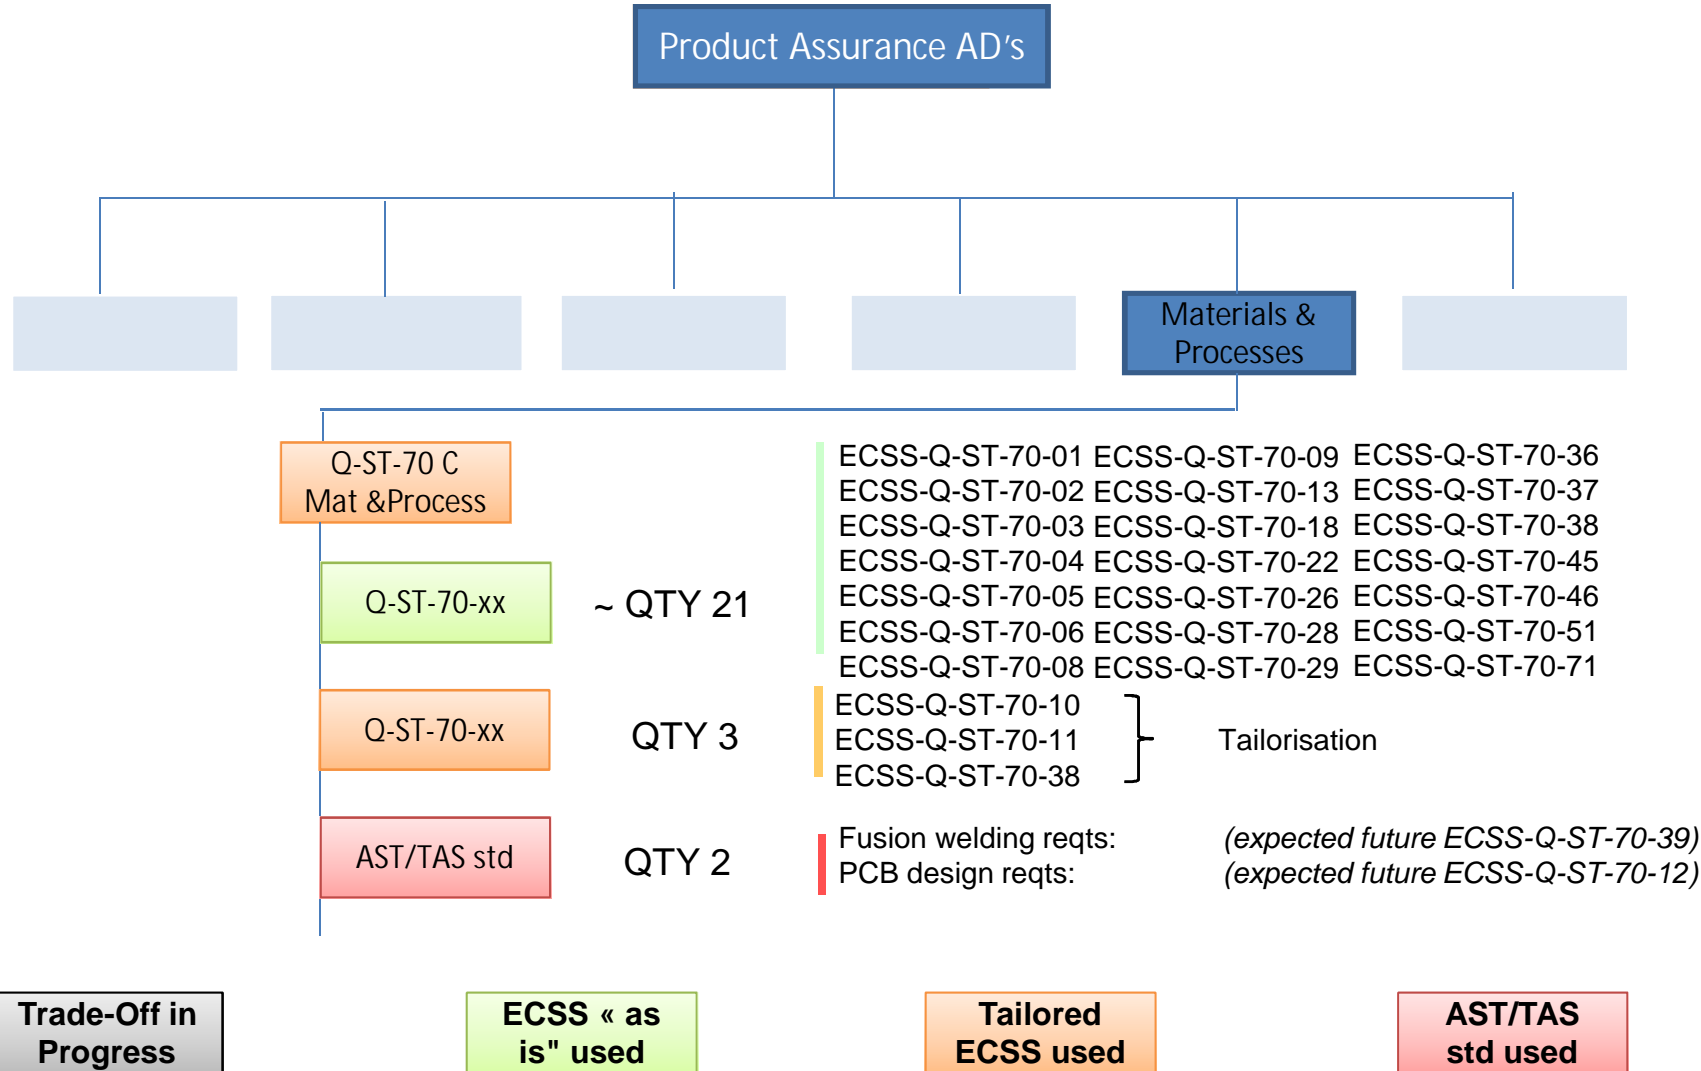 Product Assurance AD's
Materials &
Processes
Q-ST-70 C
Mat &Process
ECSS-Q-ST-70-01 ECSS-Q-ST-70-09 ECSS-Q-ST-70-36
ECSS-Q-ST-70-02 ECSS-Q-ST-70-13 ECSS-Q-ST-70-37
ECSS-Q-ST-70-03 ECSS-Q-ST-70-18 ECSS-Q-ST-70-38
ECSS-Q-ST-70-04 ECSS-Q-ST-70-22 ECSS-Q-ST-70-45
ECSS-Q-ST-70-05 ECSS-Q-ST-70-26 ECSS-Q-ST-70-46
ECSS-Q-ST-70-06 ECSS-Q-ST-70-28 ECSS-Q-ST-70-51
ECSS-Q-ST-70-08 ECSS-Q-ST-70-29 ECSS-Q-ST-70-71
Q-ST-70-xx ~ QTY 21
Q-ST-70-xx QTY 3
ECSS-Q-ST-70-10
ECSS-Q-ST-70-11
ECSS-Q-ST-70-38
Tailorisation
AST/TAS std QTY 2
Fusion welding reqts: (expected future ECSS-Q-ST-70-39)
PCB design reqts: (expected future ECSS-Q-ST-70-12)
Trade-Off in
Progress
ECSS « as
is" used
Tailored
ECSS used
AST/TAS
std used